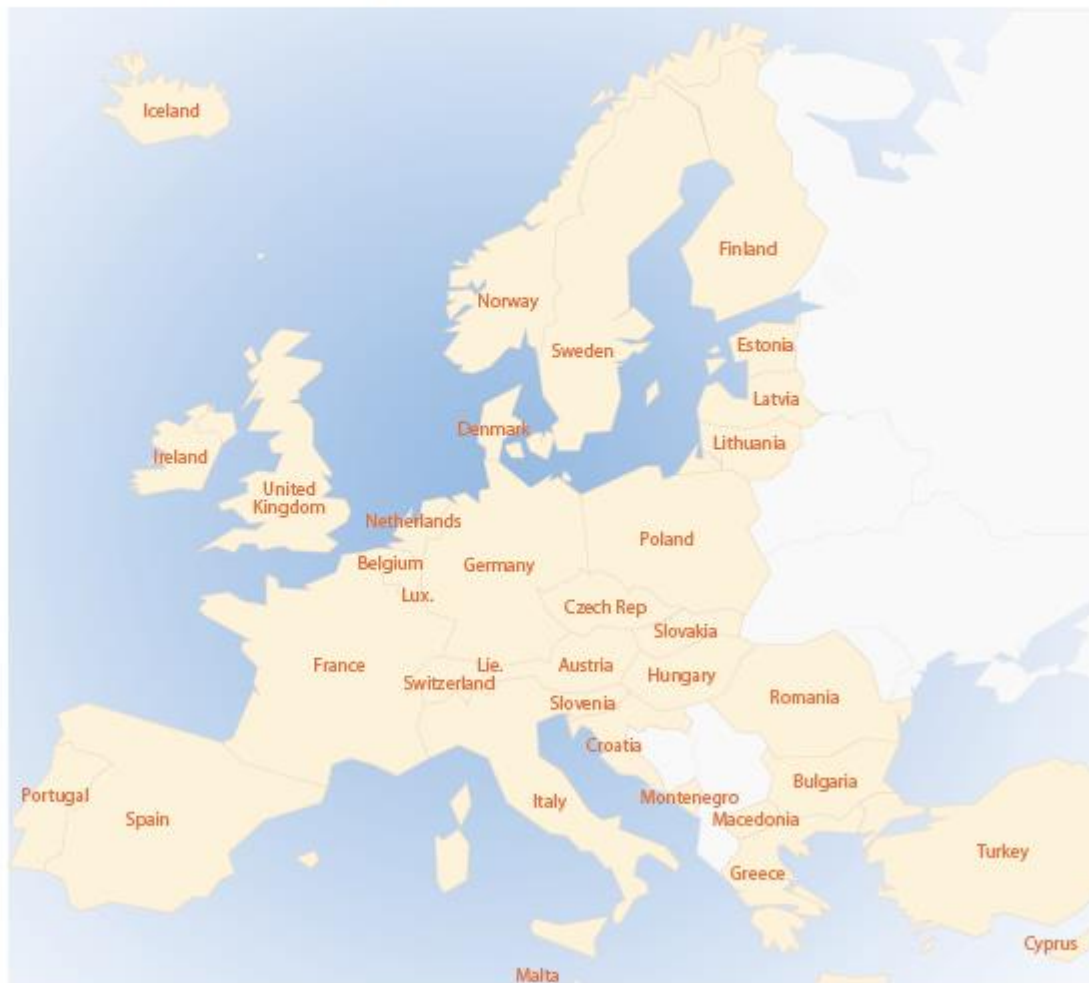 Iceland
Finland
Norway
Estonia
Sweden
Latvia
Denmark
Lithuania
Ireland
United
Kingdom
Netherlands
Poland
Belgium
Germany
Lux.
Czech Rep
Slovakia
France
Lie.
Austria
Switzerland
Hungary
Slovenia
Romania
Croatia
Bulgaria
Portugal
Montenegro
Italy
Spain
Macedonia
Turkey
Greece
Cyprus
Malta